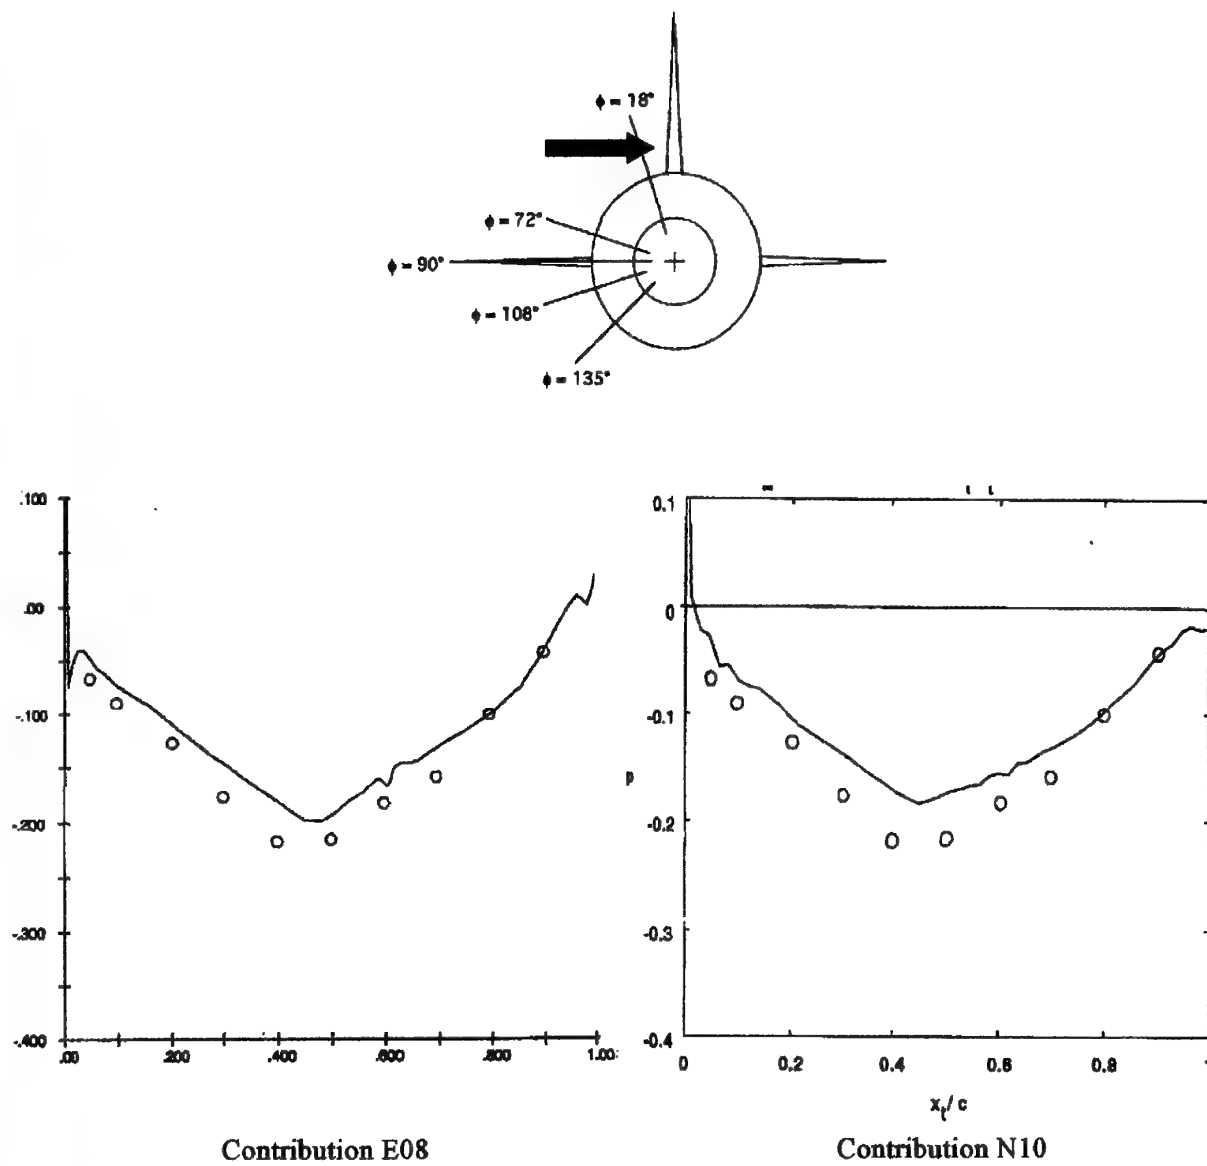 ϕ = 18°
ϕ = 72°
ϕ = 90°
ϕ = 108°
ϕ = 135°
.100
.00
-.100
-.200
-.300
-.400
.00 .200 .400 .600 .800 1.00
0.1
0
-0.1
p
-0.2
-0.3
-0.4
0 0.2 0.4 0.6 0.8 1
x_t/c
Contribution E08
Contribution N10